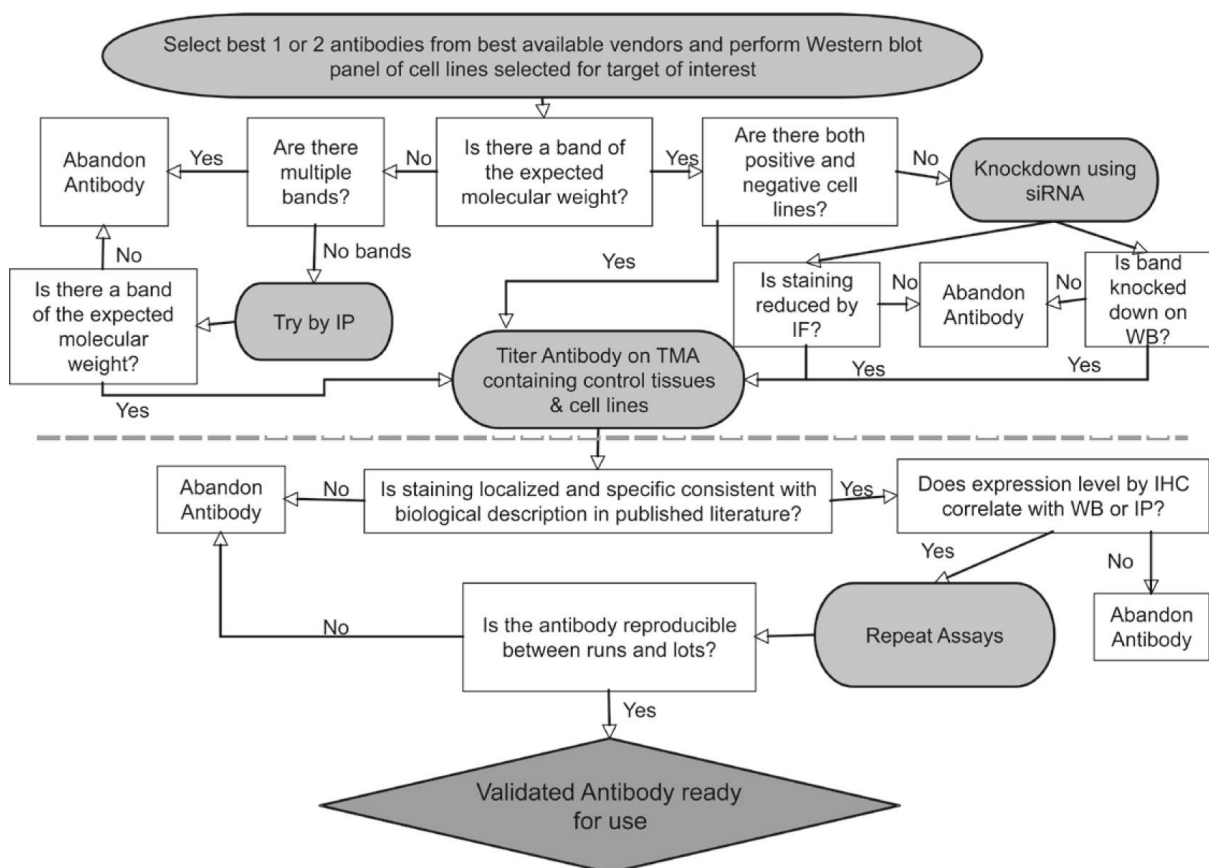 Select best 1 or 2 antibodies from best available vendors and perform Western blot
panel of cell lines selected for target of interest
Abandon
Antibody
Yes
Are there
multiple
bands?
No
Is there a band of
the expected
molecular weight?
Yes
Are there both
positive and
negative cell
lines?
No
Knockdown using
siRNA
No
No bands
Yes
Is there a band
of the expected
molecular
weight?
Try by IP
Is staining
reduced
by IF?
No
Abandon
Antibody
No
Is band
knocked
down on
WB?
Yes
Titer Antibody on TMA
containing control tissues
& cell lines
Yes
Yes
Abandon
Antibody
No
Is staining localized and specific consistent with
biological description in published literature?
Yes
Does expression level by IHC
correlate with WB or IP?
Yes
No
Abandon
Antibody
No
Is the antibody reproducible
between runs and lots?
Repeat Assays
Yes
Validated Antibody ready
for use